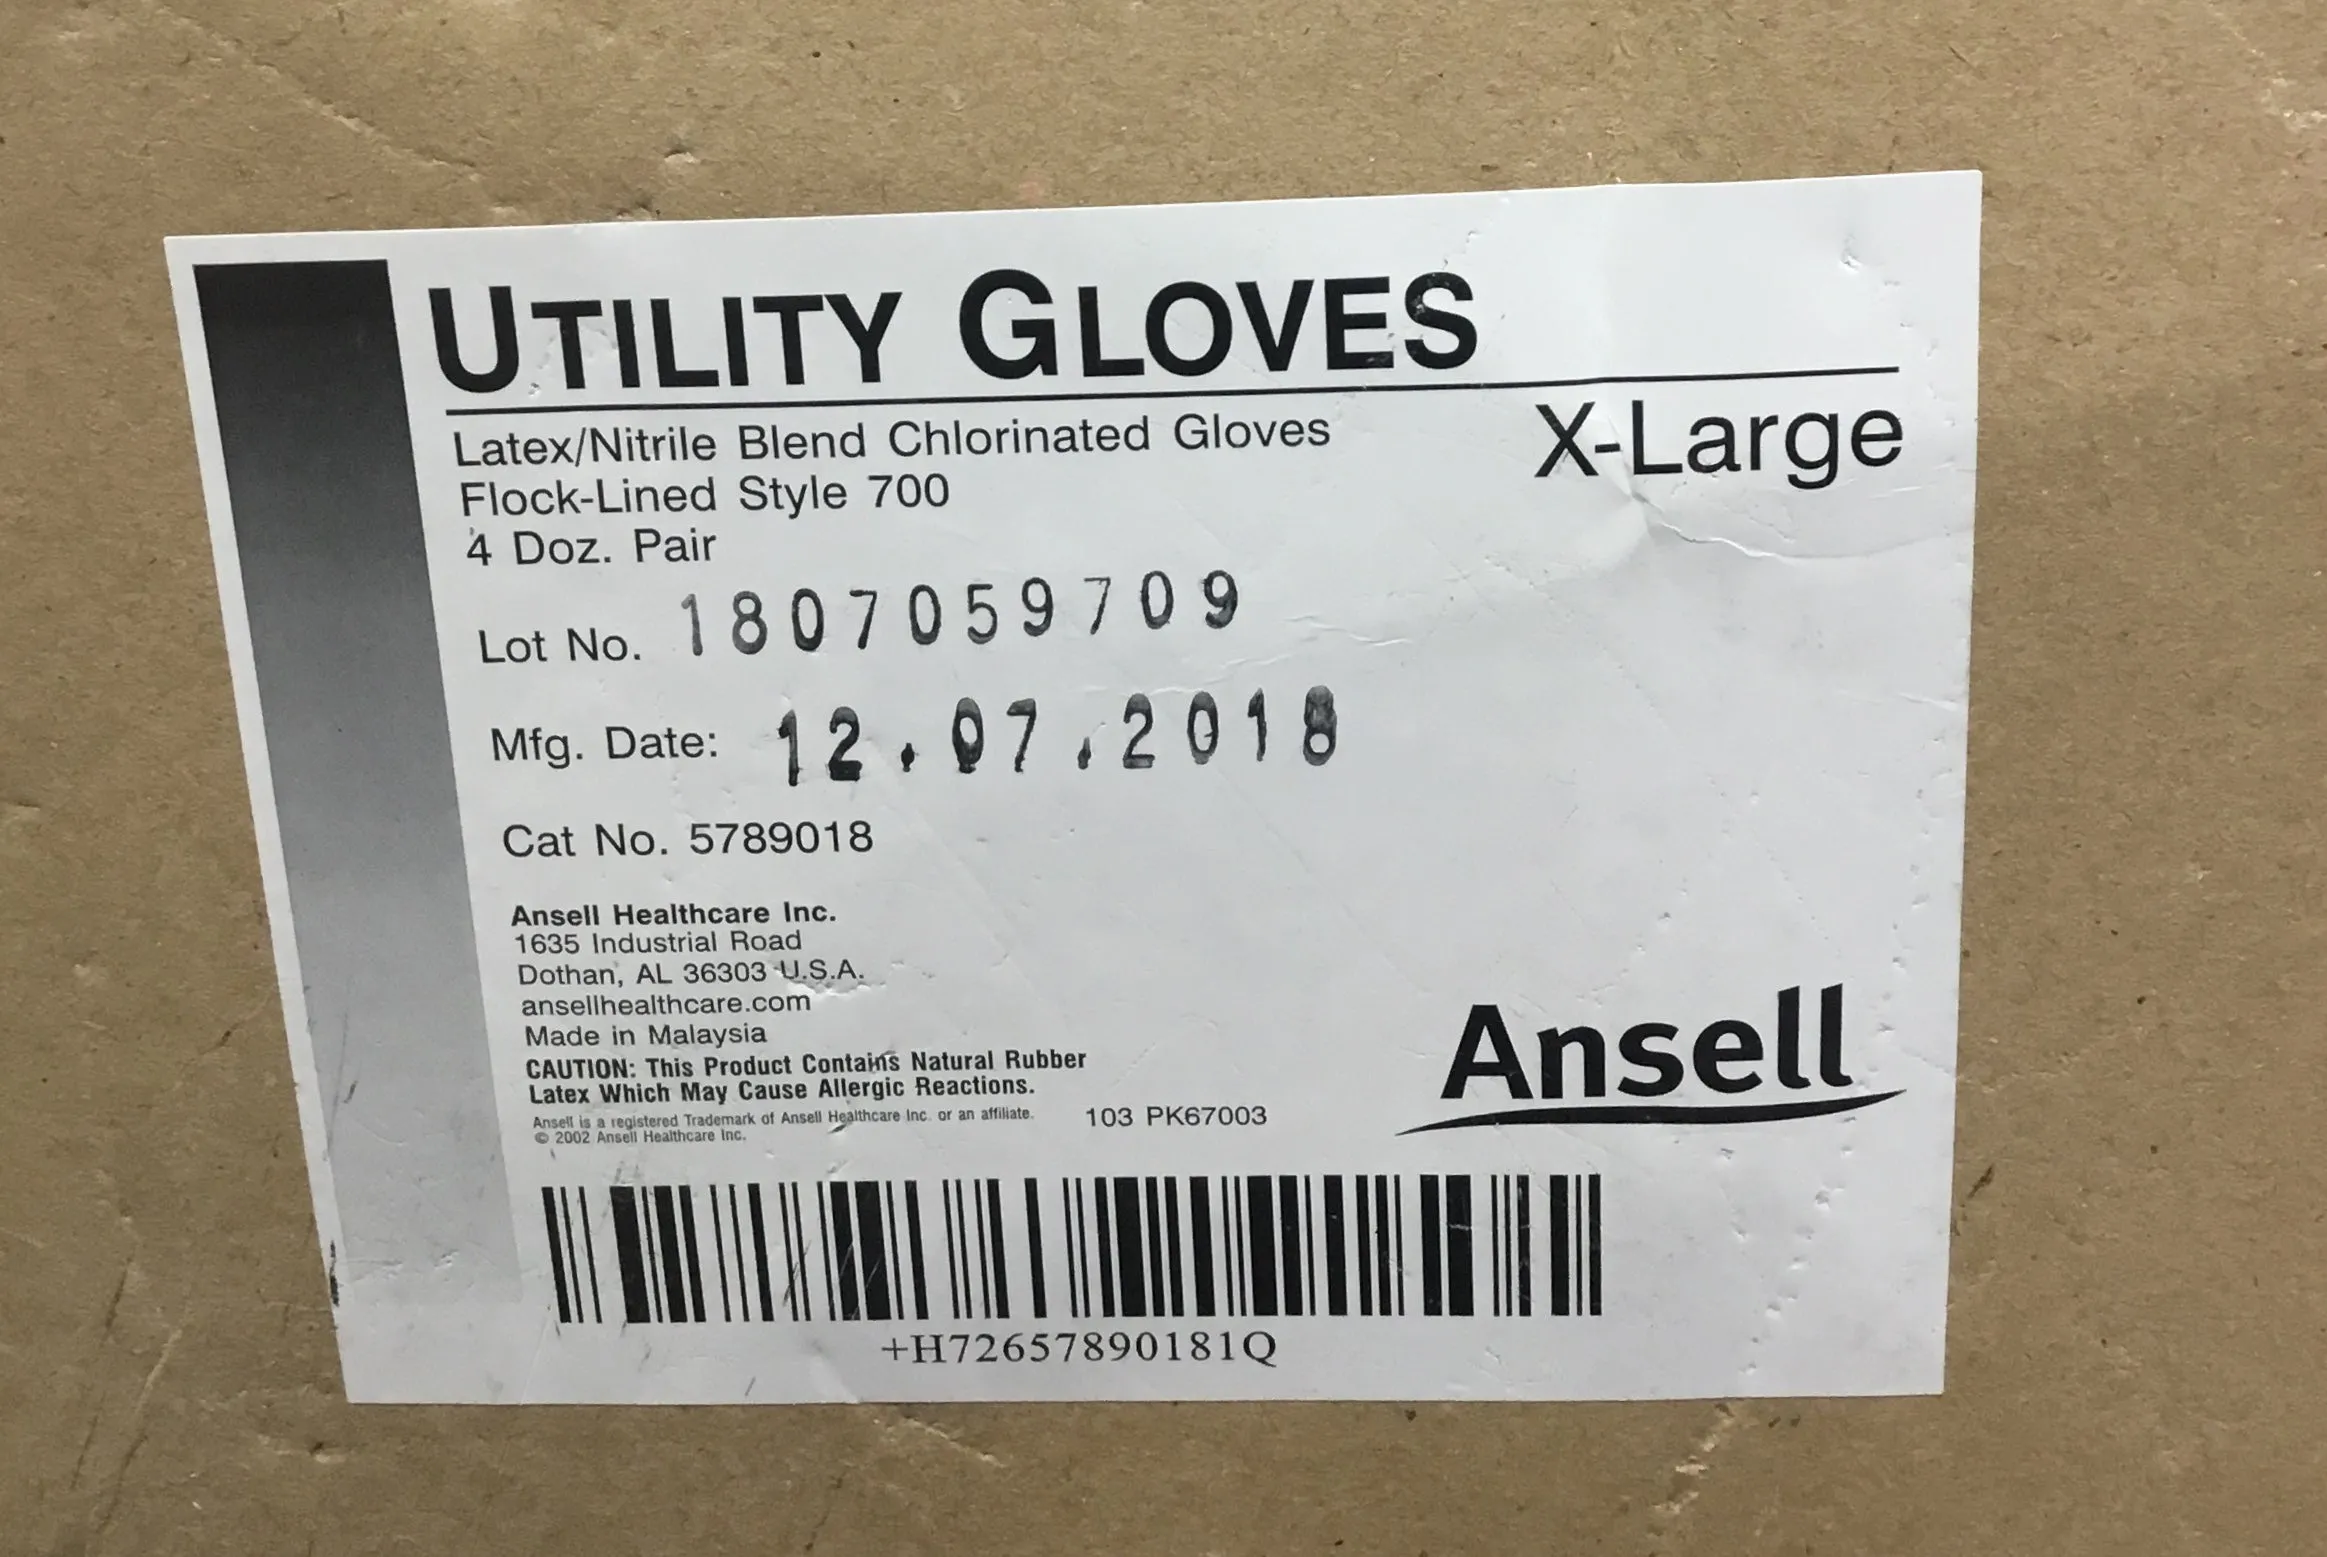 UTILITY GLOVES
Latex/Nitrile Blend Chlorinated Gloves
X-Large
Flock-Lined Style 700
4 Doz. Pair
Lot No. 1807059709
Mfg. Date: 12.07.2018
Cat No. 5789018
Ansell Healthcare Inc.
1635 Industrial Road
Dothan, AL 36303 U.S.A.
ansellhealthcare.com
Made in Malaysia
CAUTION: This Product Contains Natural Rubber
Latex Which May Cause Allergic Reactions.
Ansell is a registered Trademark of Ansell Healthcare Inc. or an affiliate.
© 2002 Ansell Healthcare Inc.
103 PK67003
Ansell
+H72657890181Q